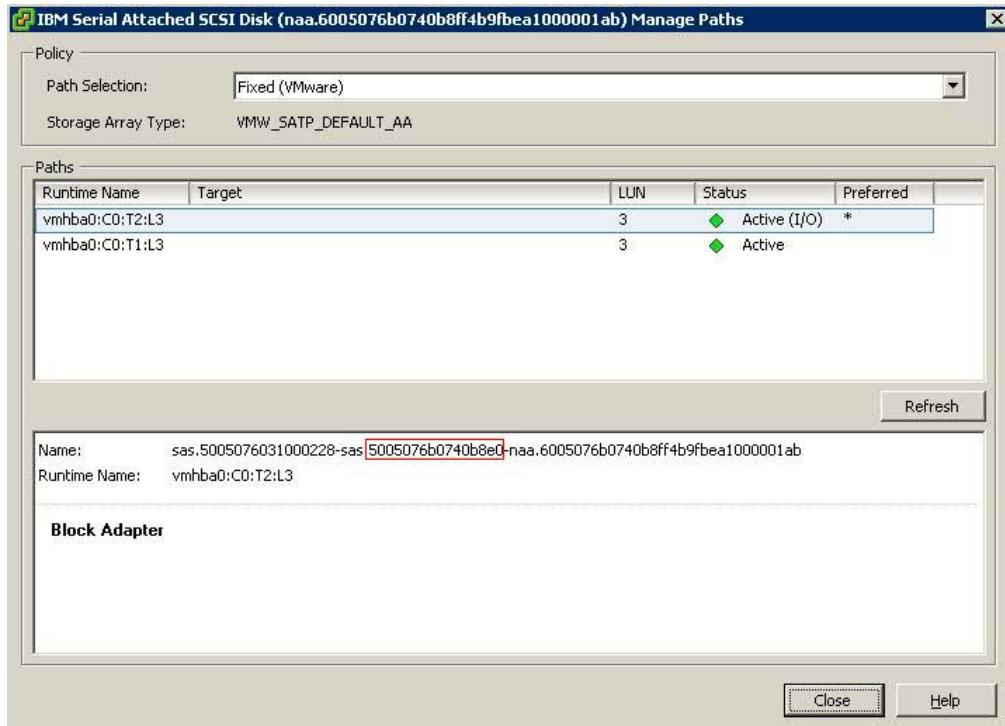 IBM Serial Attached SCSI Disk (naa.6005076b0740b8ff4b9fbea1000001ab) Manage Paths
Policy
Path Selection: Fixed (VMware)
Storage Array Type: VMW_SATP_DEFAULT_AA
Paths
Runtime Name Target LUN Status Preferred
vmhba0:C0:T2:L3 3 Active (I/O) *
vmhba0:C0:T1:L3 3 Active
Refresh
Name: sas.5005076031000228-sas.5005076b0740b8e0-naa.6005076b0740b8ff4b9fbea1000001ab
Runtime Name: vmhba0:C0:T2:L3
Block Adapter
Close Help